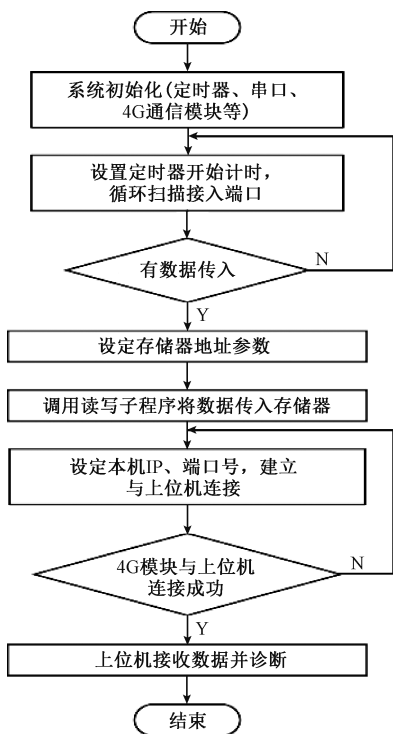 开始
系统初始化(定时器、串口、
4G通信模块等)
设置定时器开始计时，
循环扫描接入端口
有数据传入
N
Y
设定存储器地址参数
调用读写子程序将数据传入存储器
设定本机IP、端口号，建立
与上位机连接
4G模块与上位机
连接成功
N
Y
上位机接收数据并诊断
结束